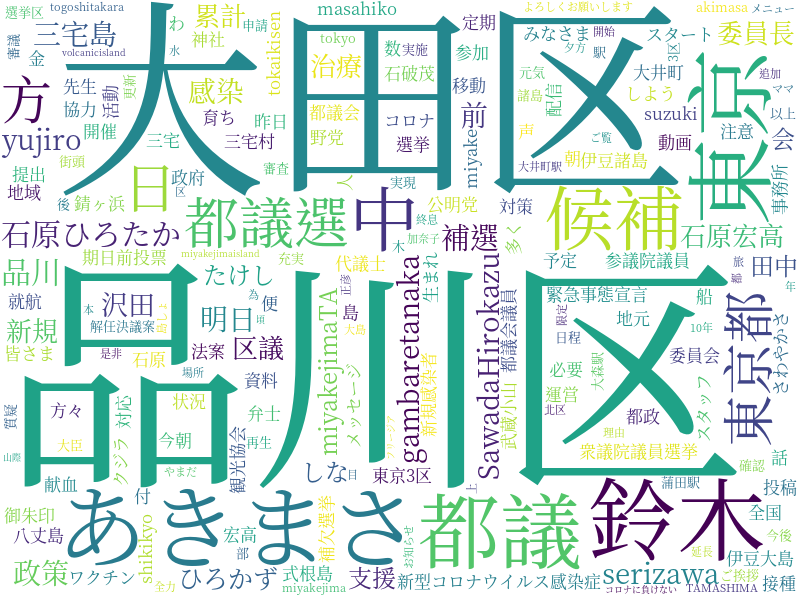 選挙区
togoshitakara
masahiko
よろしくお願いします
akimasa
メニュー
審議
volcanicisland
わ
累計
申請
水
tokyo
定期
みなさま
開始
スタート
委員長
三宅島
金
神社
tokaikisen
数
実施
参加
夕方
駅
3区
追加
大田区
東京
方
先生
活動
更新
感染
治療
石破茂
移動
元気
配信
大井町
ママ
協力
昨日
都議会
コロナ
前
諸島
しよう
suzuki
以上
yujiro
開催
育ち
野党
選挙
miyake
声
動画
注意
会
街頭
三宅
三宅村
審査
人
朝
伊豆諸島
ご覧
提出
政府
日
実現
大井町駅
事務所
地域
区
後
錆ヶ浜
都議選
中
公明党
対策
候補
石原ひろたか
終息
加奈子
補選
多く
石原宏高
期日前投票
miyakejimaisland
木
代議士
生まれ
予定
参議院議員
旅
年
品川
たけし
充実
gambaretanaka
田中
都
就航
本
沢田
為
頃
便
正彦
島
大島
緊急事態宣言
船
新規
解任決議案
島しょ
明日
miyakejimaTA
SawadaHirokazu
都議会議員
限定
地元
10年
東京都
さわやかさ
皆さま
是非
石原
法案
区議
新規感染者
日程
大森駅
委員会
品川区
場所
資料
メッセージ
必要
スタッフ
質疑
方々
対応
状況
弁士
武蔵小山
運営
都政
クジラ
今朝
再生
北区
大臣
観光協会
しな
目
東京3区
上
理由
衆議院議員選挙
話
山陰
やまだ
献血
付
確認
蒲田駅
投稿
御朱印
shikikyo
あきまさ
宏高
補欠選挙
都議
鈴木
全国
八丈島
部
お知らせ
今後
延長
政策
ワクチン
全力
ひろかず
式根島
miyakejima
支援
新型コロナウイルス感染症
serizawa
コロナに負けない
ご挨拶
TAMASHIMA
伊豆大島
接種